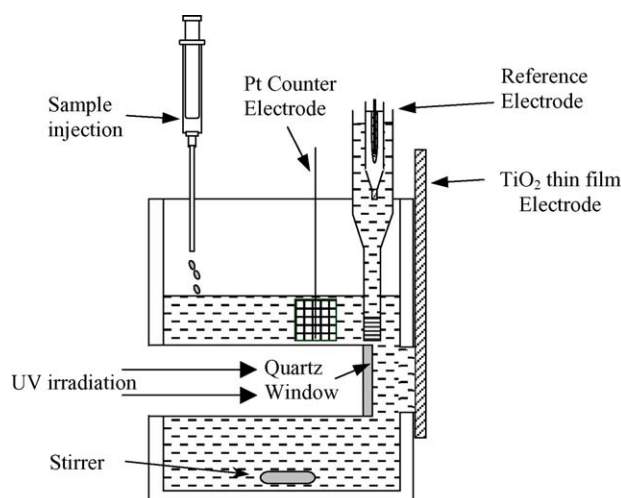 Sample
injection
Pt Counter
Electrode
Reference
Electrode
TiO₂ thin film
Electrode
UV irradiation
Quartz
Window
Stirrer